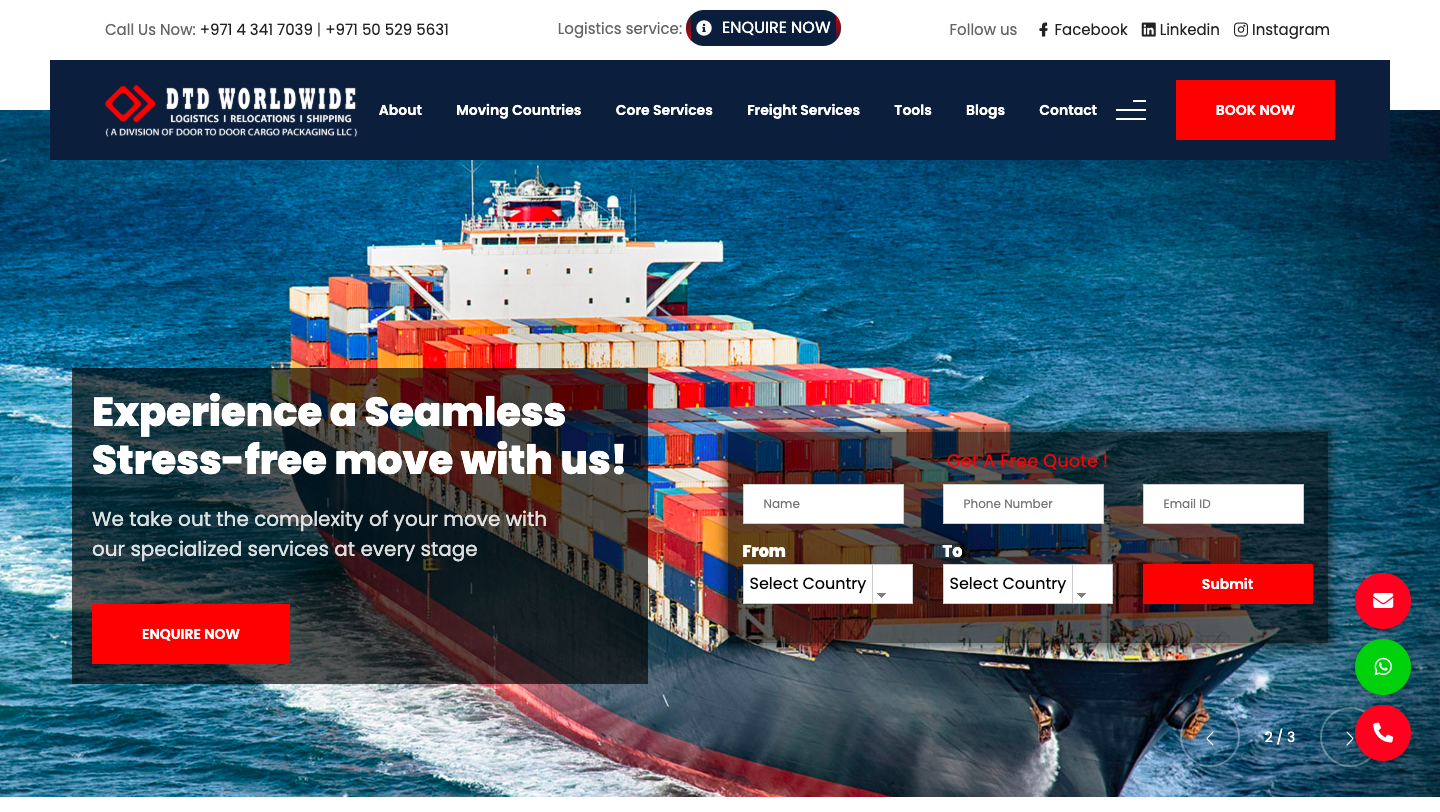 Call Us Now: +971 4 341 7039 | +971 50 529 5631
Logistics service: ENQUIRE NOW
Follow us Facebook Linkedin Instagram
DTD WORLDWIDE
LOGISTICS I RELOCATIONS I SHIPPING
( A DIVISION OF DOOR TO DOOR CARGO PACKAGING LLC )
About Moving Countries Core Services Freight Services Tools Blogs Contact
BOOK NOW
Experience a Seamless
Stress-free move with us!
We take out the complexity of your move with
our specialized services at every stage
ENQUIRE NOW
Get A Free Quote !
Name Phone Number Email ID
From To
Select Country Select Country Submit
2 / 3